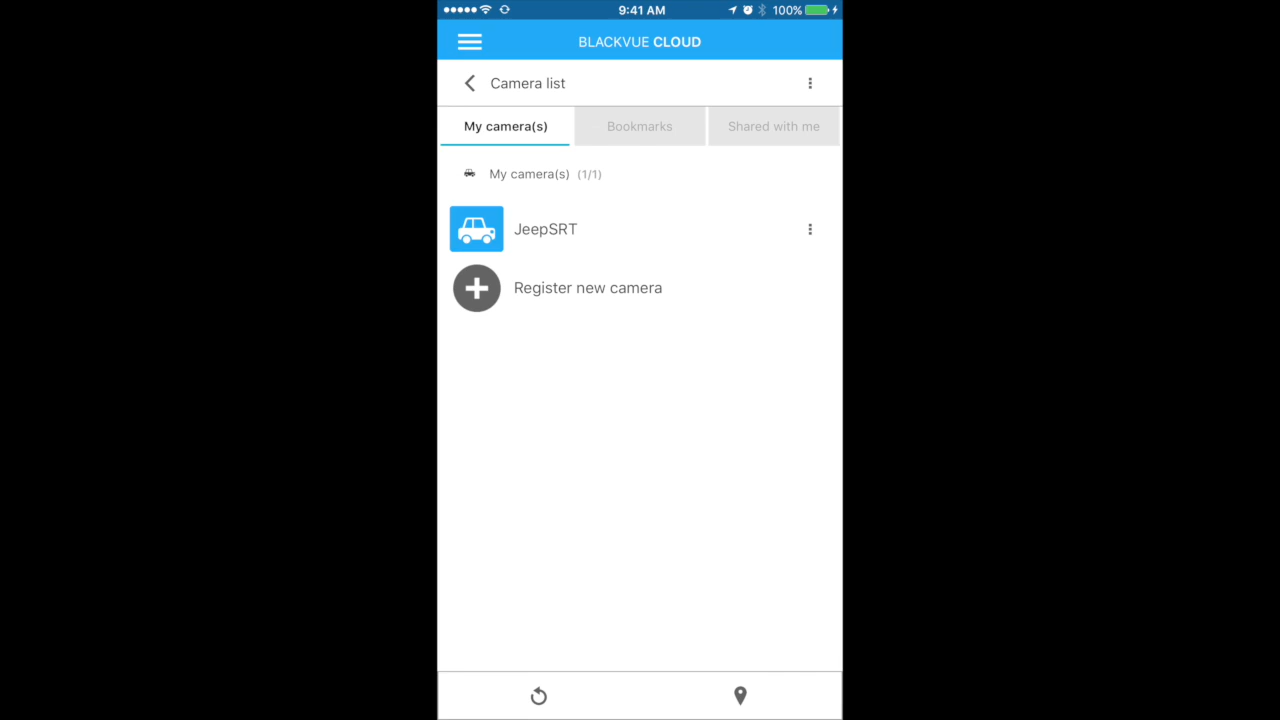 9:41 AM 100%
BLACKVUE CLOUD
Camera list
My camera(s) Bookmarks Shared with me
My camera(s) (1/1)
JeepSRT
Register new camera